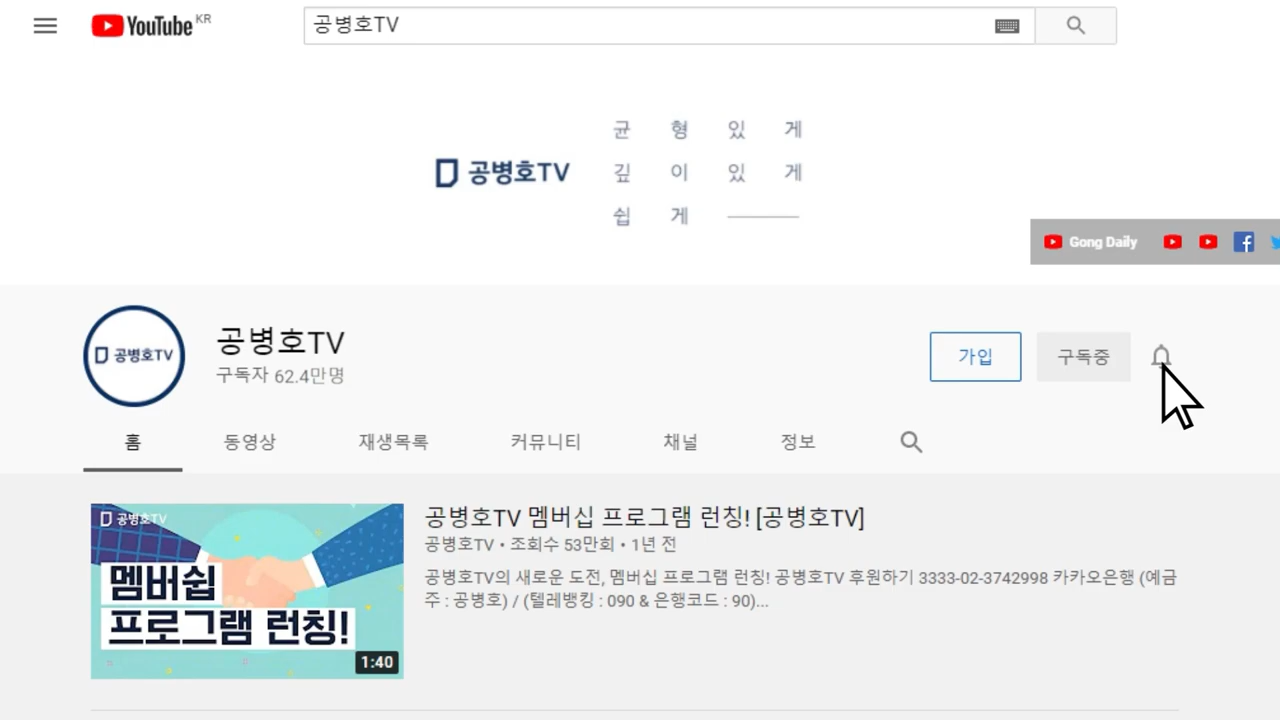 YouTube KR
공병호TV
공병호TV
균형있게
깊이있게
쉽게
Gong Daily
공병호TV
공병호TV
구독자 62.4만명
가입
구독중
홈 동영상 재생목록 커뮤니티 채널 정보
공병호TV
멤버쉽
프로그램 런칭!
1:40
공병호TV 멤버십 프로그램 런칭! [공병호TV]
공병호TV • 조회수 53만회 • 1년 전
공병호TV의 새로운 도전, 멤버십 프로그램 런칭! 공병호TV 후원하기 3333-02-3742998 카카오은행 (예금
주 : 공병호) / (텔레뱅킹 : 090 & 은행코드 : 90)...